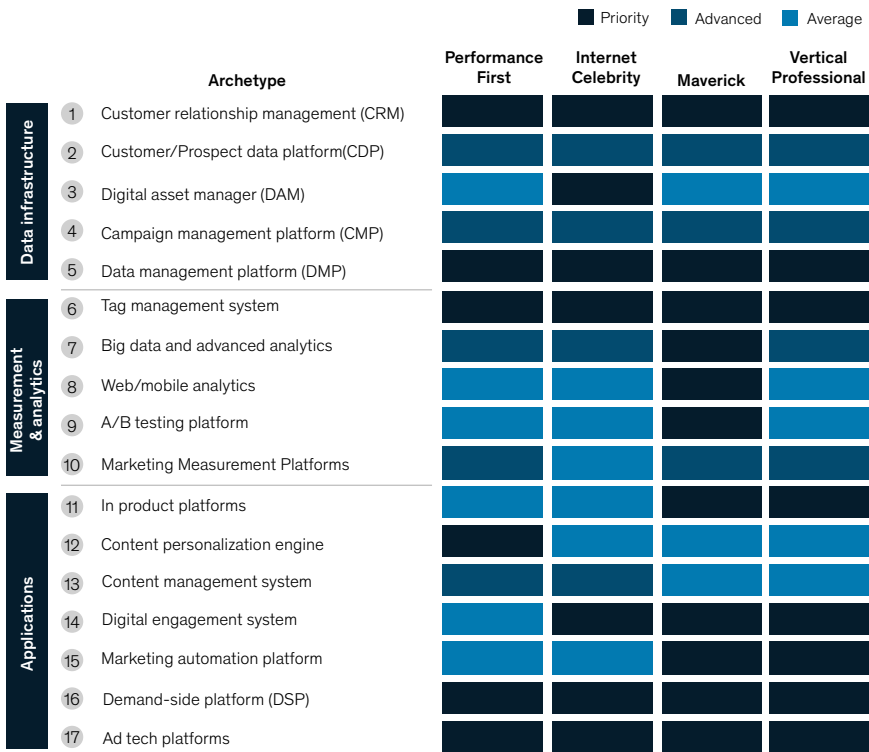 Priority Advanced Average
Performance
First
Internet
Celebrity
Maverick
Vertical
Professional
Archetype
Data infrastructure
1 Customer relationship management (CRM)
2 Customer/Prospect data platform(CDP)
3 Digital asset manager (DAM)
4 Campaign management platform (CMP)
5 Data management platform (DMP)
Measurement
& analytics
6 Tag management system
7 Big data and advanced analytics
8 Web/mobile analytics
9 A/B testing platform
10 Marketing Measurement Platforms
Applications
11 In product platforms
12 Content personalization engine
13 Content management system
14 Digital engagement system
15 Marketing automation platform
16 Demand-side platform (DSP)
17 Ad tech platforms